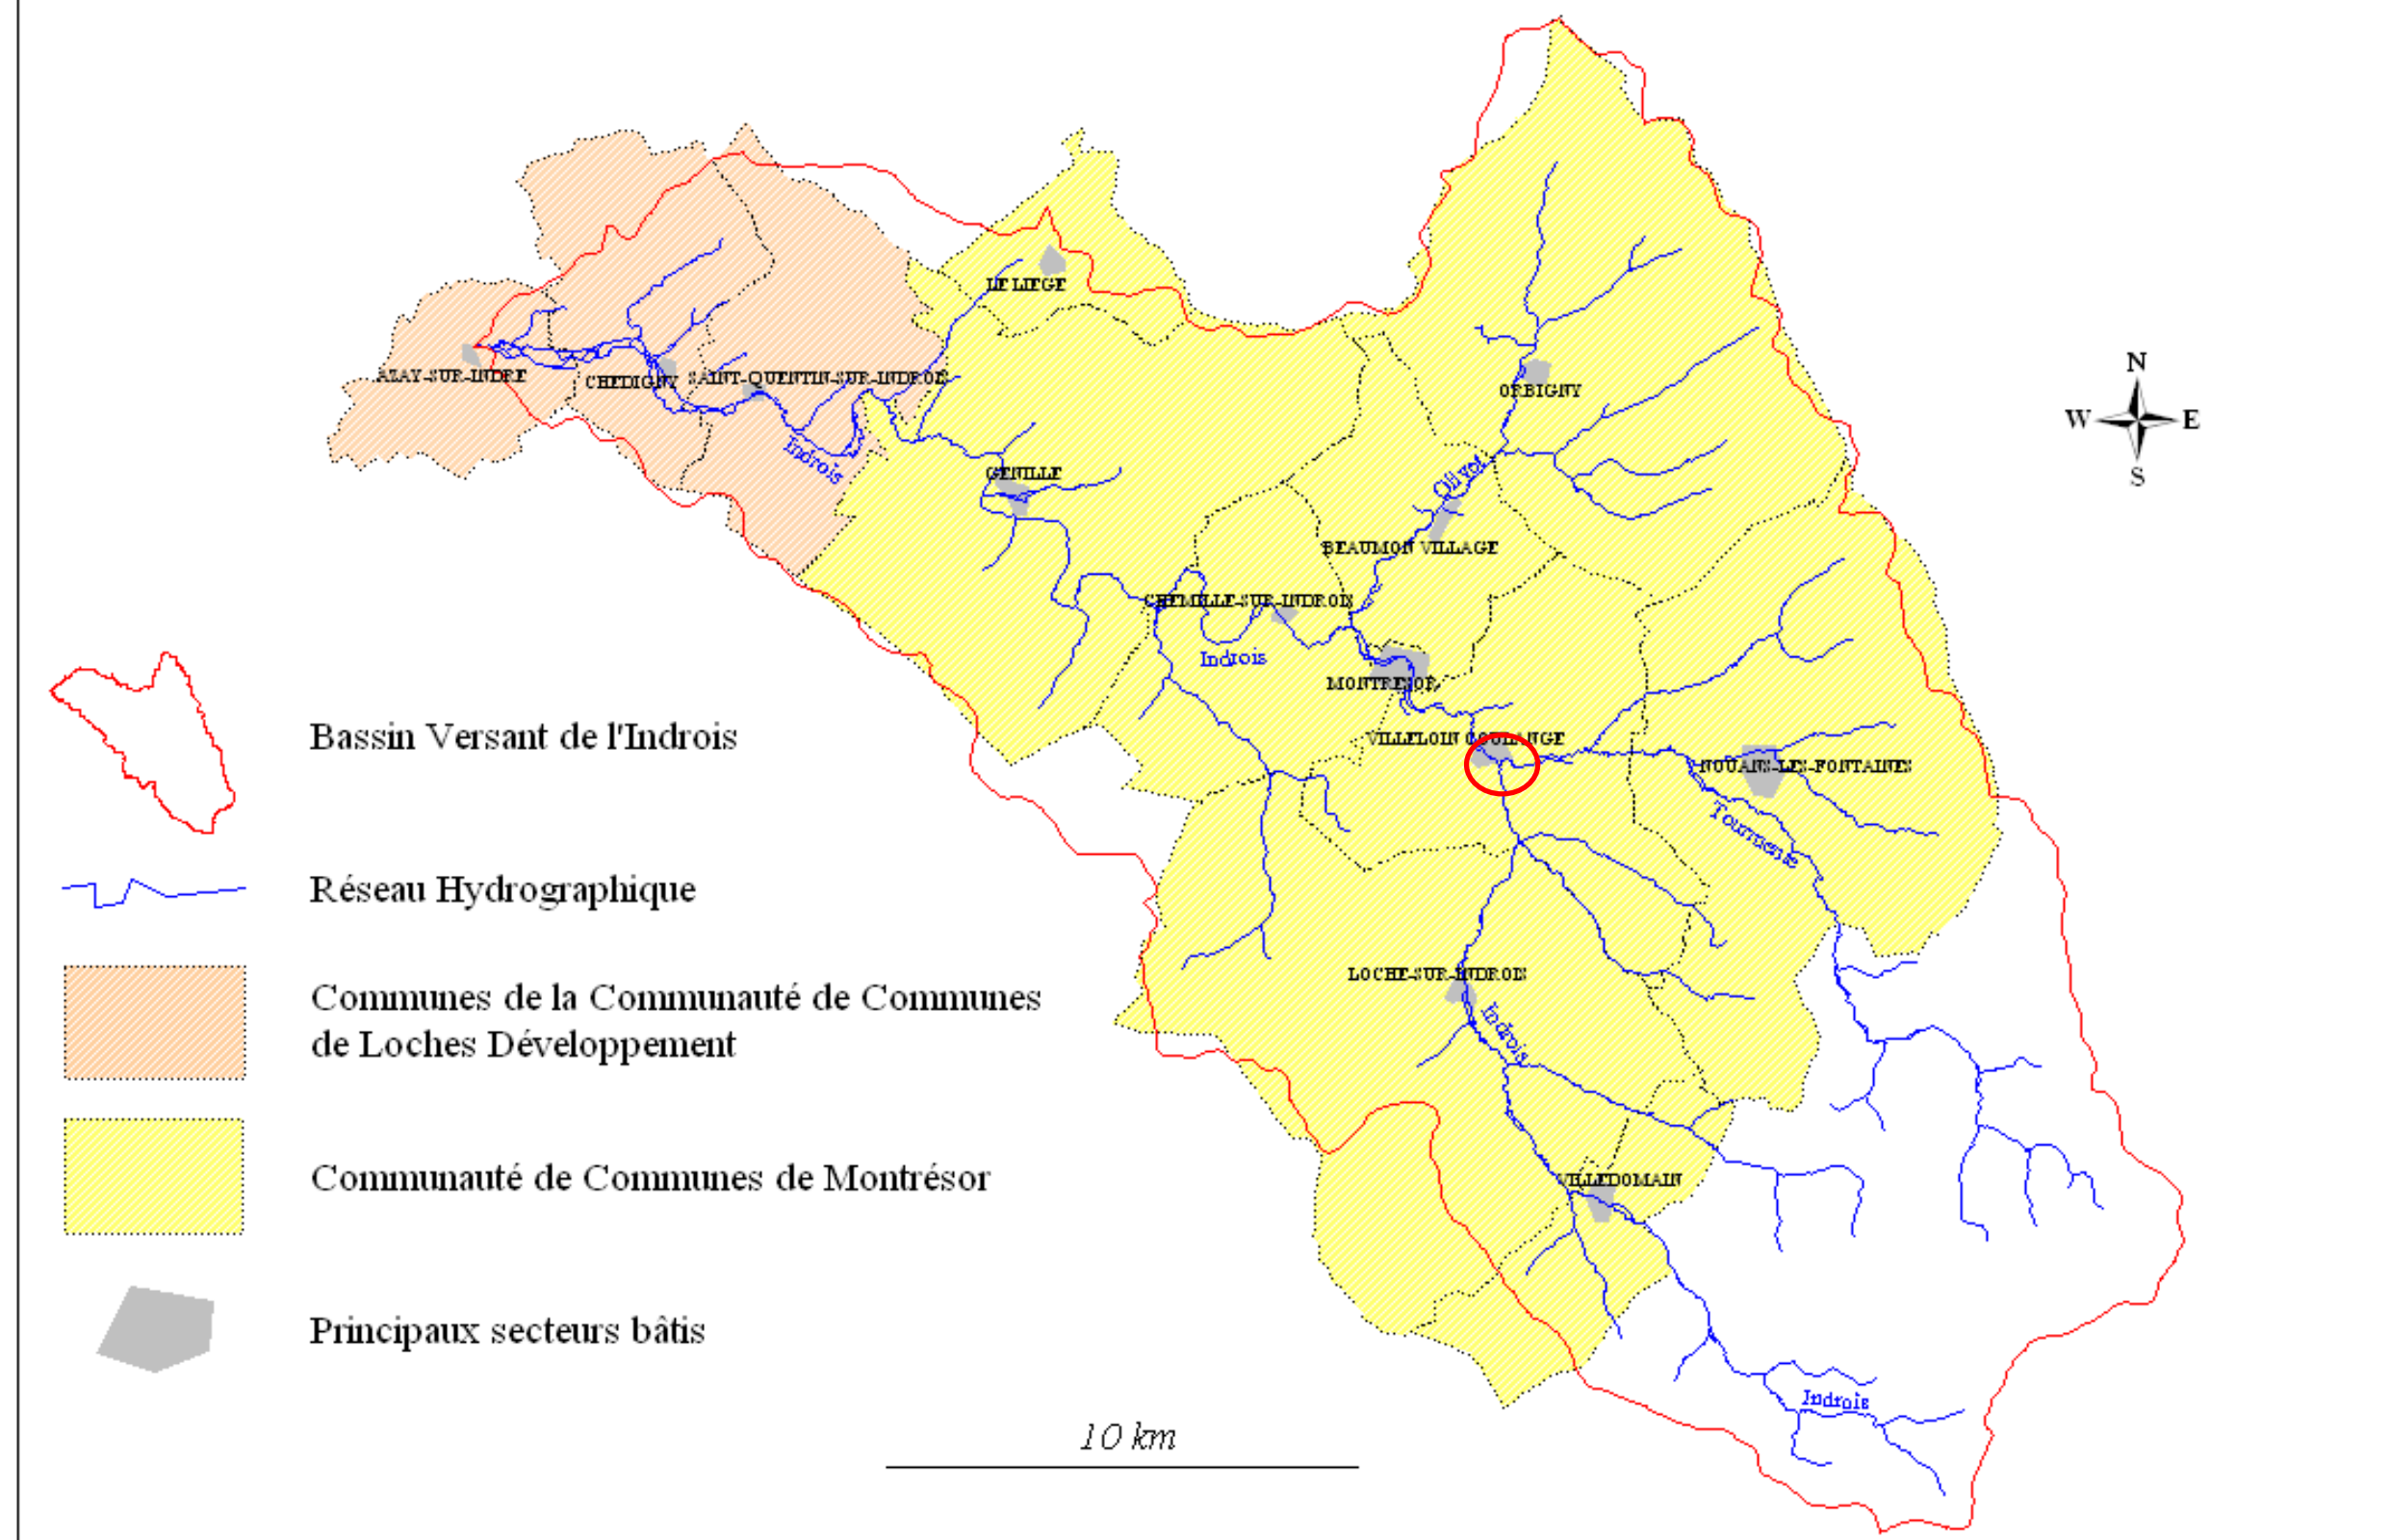 LE LIEGE
AZAY-SUR-INDRE
CHEDIGNY
SAINT-QUENTIN-SUR-INDROIS
ORBIGNY
N
W
E
S
Indrois
GENILLE
Olivet
BEAUMON VILLAGE
CHEMILLE-SUR-INDROIS
Indrois
MONTRESOR
VILLELOIN COULANGE
NOUANS-LES-FONTAINES
Tourmente
LOCHE-SUR-INDROIS
Indrois
VILLEDOMAIN
Indrois
Bassin Versant de l'Indrois
Réseau Hydrographique
Communes de la Communauté de Communes
de Loches Développement
Communauté de Communes de Montrésor
Principaux secteurs bâtis
10 km